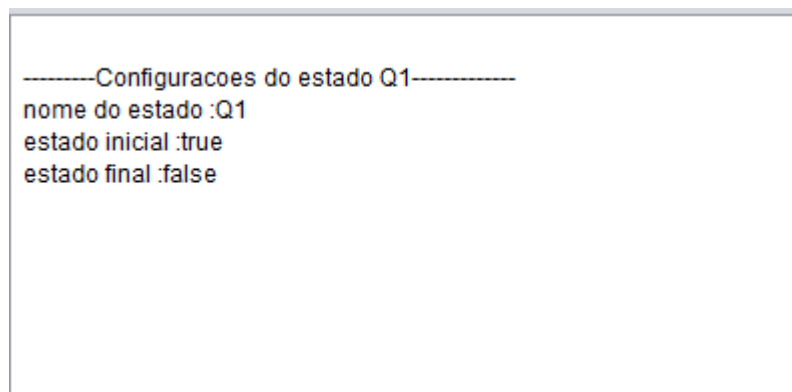 ---------Configuracoes do estado Q1-------------
nome do estado :Q1
estado inicial :true
estado final :false